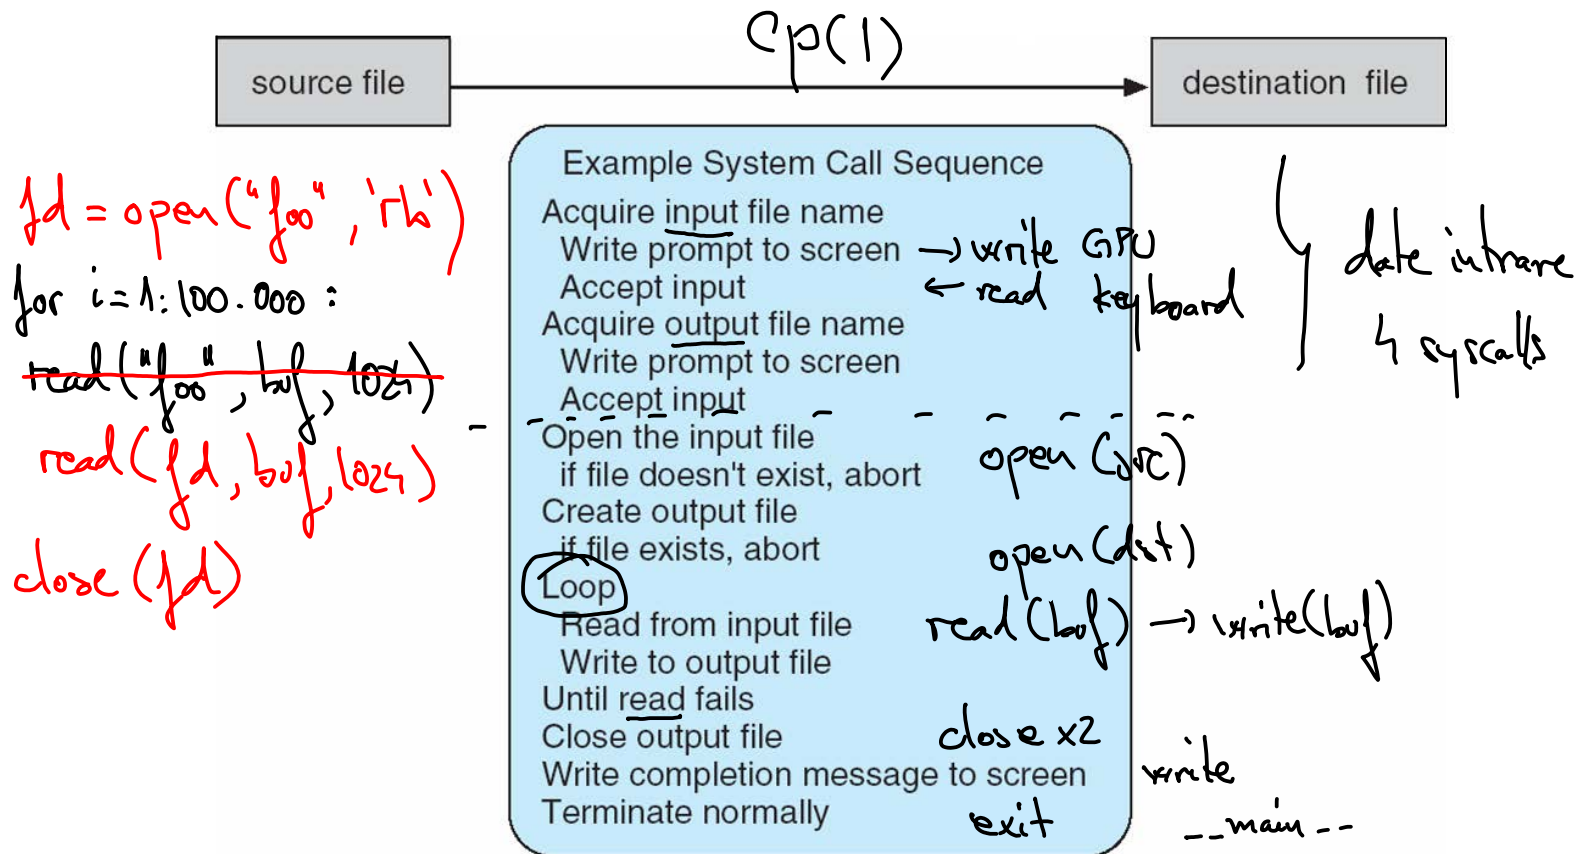 cp(1)
source file
destination file
Example System Call Sequence
Acquire input file name
Write prompt to screen → write GPU
Accept input ← read keyboard
Acquire output file name
Write prompt to screen
Accept input
Open the input file open(src)
if file doesn't exist, abort
Create output file
if file exists, abort open(dst)
Loop
Read from input file read(buf) → write(buf)
Write to output file
Until read fails
Close output file close x2
Write completion message to screen write
Terminate normally exit __main__
date intrare
4 syscalls
fd = open("foo", 'rb')
for i=1:100.000:
read("foo", buf, 1024)
read(fd, buf, 1024)
close(fd)